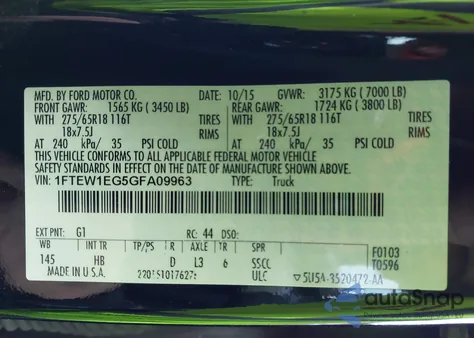 MFD. BY FORD MOTOR CO. DATE: 10/15 GVWR: 3175 KG ( 7000 LB)
FRONT GAWR: 1565 KG ( 3450 LB) REAR GAWR: 1724 KG ( 3800 LB)
WITH 275/65R18 116T TIRES WITH 275/65R18 116T TIRES
18x7.5J RIMS 18x7.5J RIMS
AT 240 kPa/ 35 PSI COLD AT 240 kPa/ 35 PSI COLD
THIS VEHICLE CONFORMS TO ALL APPLICABLE FEDERAL MOTOR VEHICLE
SAFETY STANDARDS IN EFFECT ON THE DATE OF MANUFACTURE SHOWN ABOVE.
VIN: 1FTEW1EG5GFA09963 TYPE: Truck
EXT PNT: G1 RC: 44 DSO: F0103
WB INT TR TP/PS R AXLE TR SPR T0596
145 HB D L3 6 SSCC
MADE IN U.S.A. ULC 5U5A-3520472-AA
autoSnap